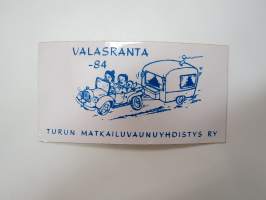 VALASRANTA
-84
TURUN MATKAILUVAUNUYHDISTYS RY